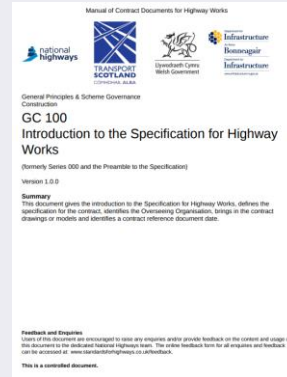 Manual of Contract Documents for Highway Works
national
highways
TRANSPORT
SCOTLAND
CÒMHDHAIL ALBA
Llywodraeth Cymru
Welsh Government
Infrastructure
Bonneagair
Infrastructure
General Principles & Scheme Governance
Construction
GC 100
Introduction to the Specification for Highway
Works
(formerly Series 000 and the Preamble to the Specification)
Version 1.0.0
Summary
This document gives the introduction to the Specification for Highway Works, defines the
specification for the contract, identifies the Overseeing Organisation, brings in the contract
drawings or models and identifies a contract reference document date.
Feedback and Enquiries
Users of this document are encouraged to raise any enquiries and/or provide feedback on the content and usage
this document to the dedicated National Highways team. The online feedback form for all enquiries and feedback
can be accessed at: www.standardsforhighways.co.uk/feedback.
This is a controlled document.